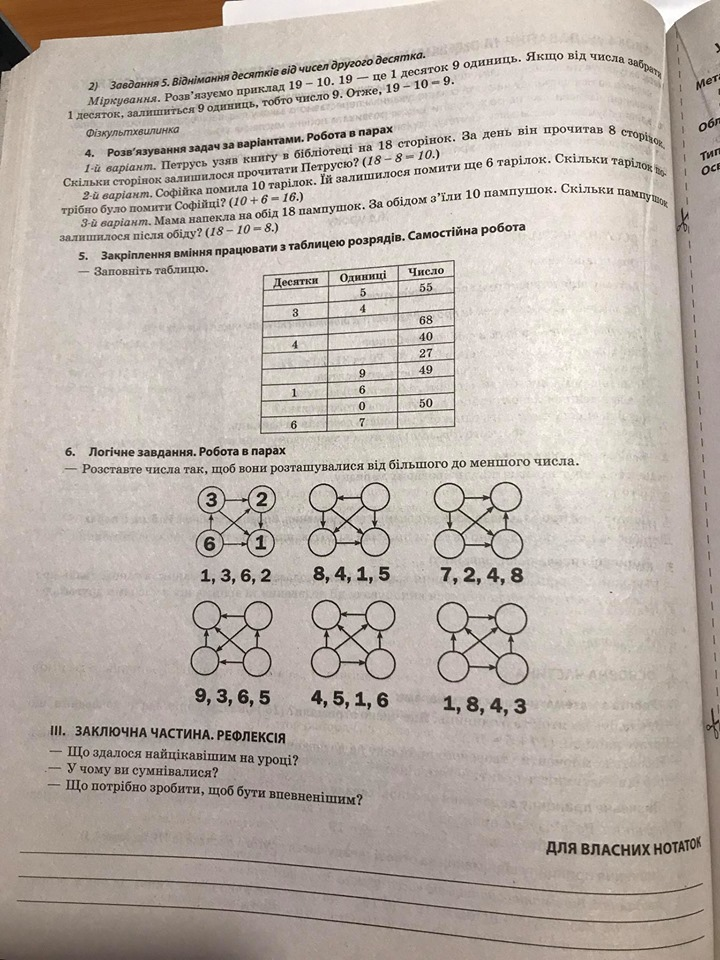 2) Завдання 5. Віднімання десятків від чисел другого десятка.
Міркування. Розв'язуємо приклад 19 – 10. 19 — це 1 десяток 9 одиниць. Якщо від числа забрати
1 десяток, залишиться 9 одиниць, тобто число 9. Отже, 19 – 10 = 9.
Фізкультхвилинка
4. Розв'язування задач за варіантами. Робота в парах
1-й варіант. Петрусь узяв книгу в бібліотеці на 18 сторінок. За день він прочитав 8 сторінок.
Скільки сторінок залишилося прочитати Петрусю? (18 – 8 = 10.)
2-й варіант. Софійка помила 10 тарілок. Їй залишилося помити ще 6 тарілок. Скільки тарілок по-
трібно було помити Софійці? (10 + 6 = 16.)
3-й варіант. Мама напекла на обід 18 пампушок. За обідом з'їли 10 пампушок. Скільки пампушок
залишилося після обіду? (18 – 10 = 8.)
5. Закріплення вміння працювати з таблицею розрядів. Самостійна робота
— Заповніть таблицю.
Десятки Одиниці Число
5 55
3 4
68
4 40
27
9 49
1 6
0 50
6 7
6. Логічне завдання. Робота в парах
— Розставте числа так, щоб вони розташувалися від більшого до меншого числа.
3 2
6 1
1, 3, 6, 2 8, 4, 1, 5 7, 2, 4, 8
9, 3, 6, 5 4, 5, 1, 6 1, 8, 4, 3
III. ЗАКЛЮЧНА ЧАСТИНА. РЕФЛЕКСІЯ
— Що здалося найцікавішим на уроці?
— У чому ви сумнівалися?
— Що потрібно зробити, щоб бути впевненішим?
ДЛЯ ВЛАСНИХ НОТАТОК